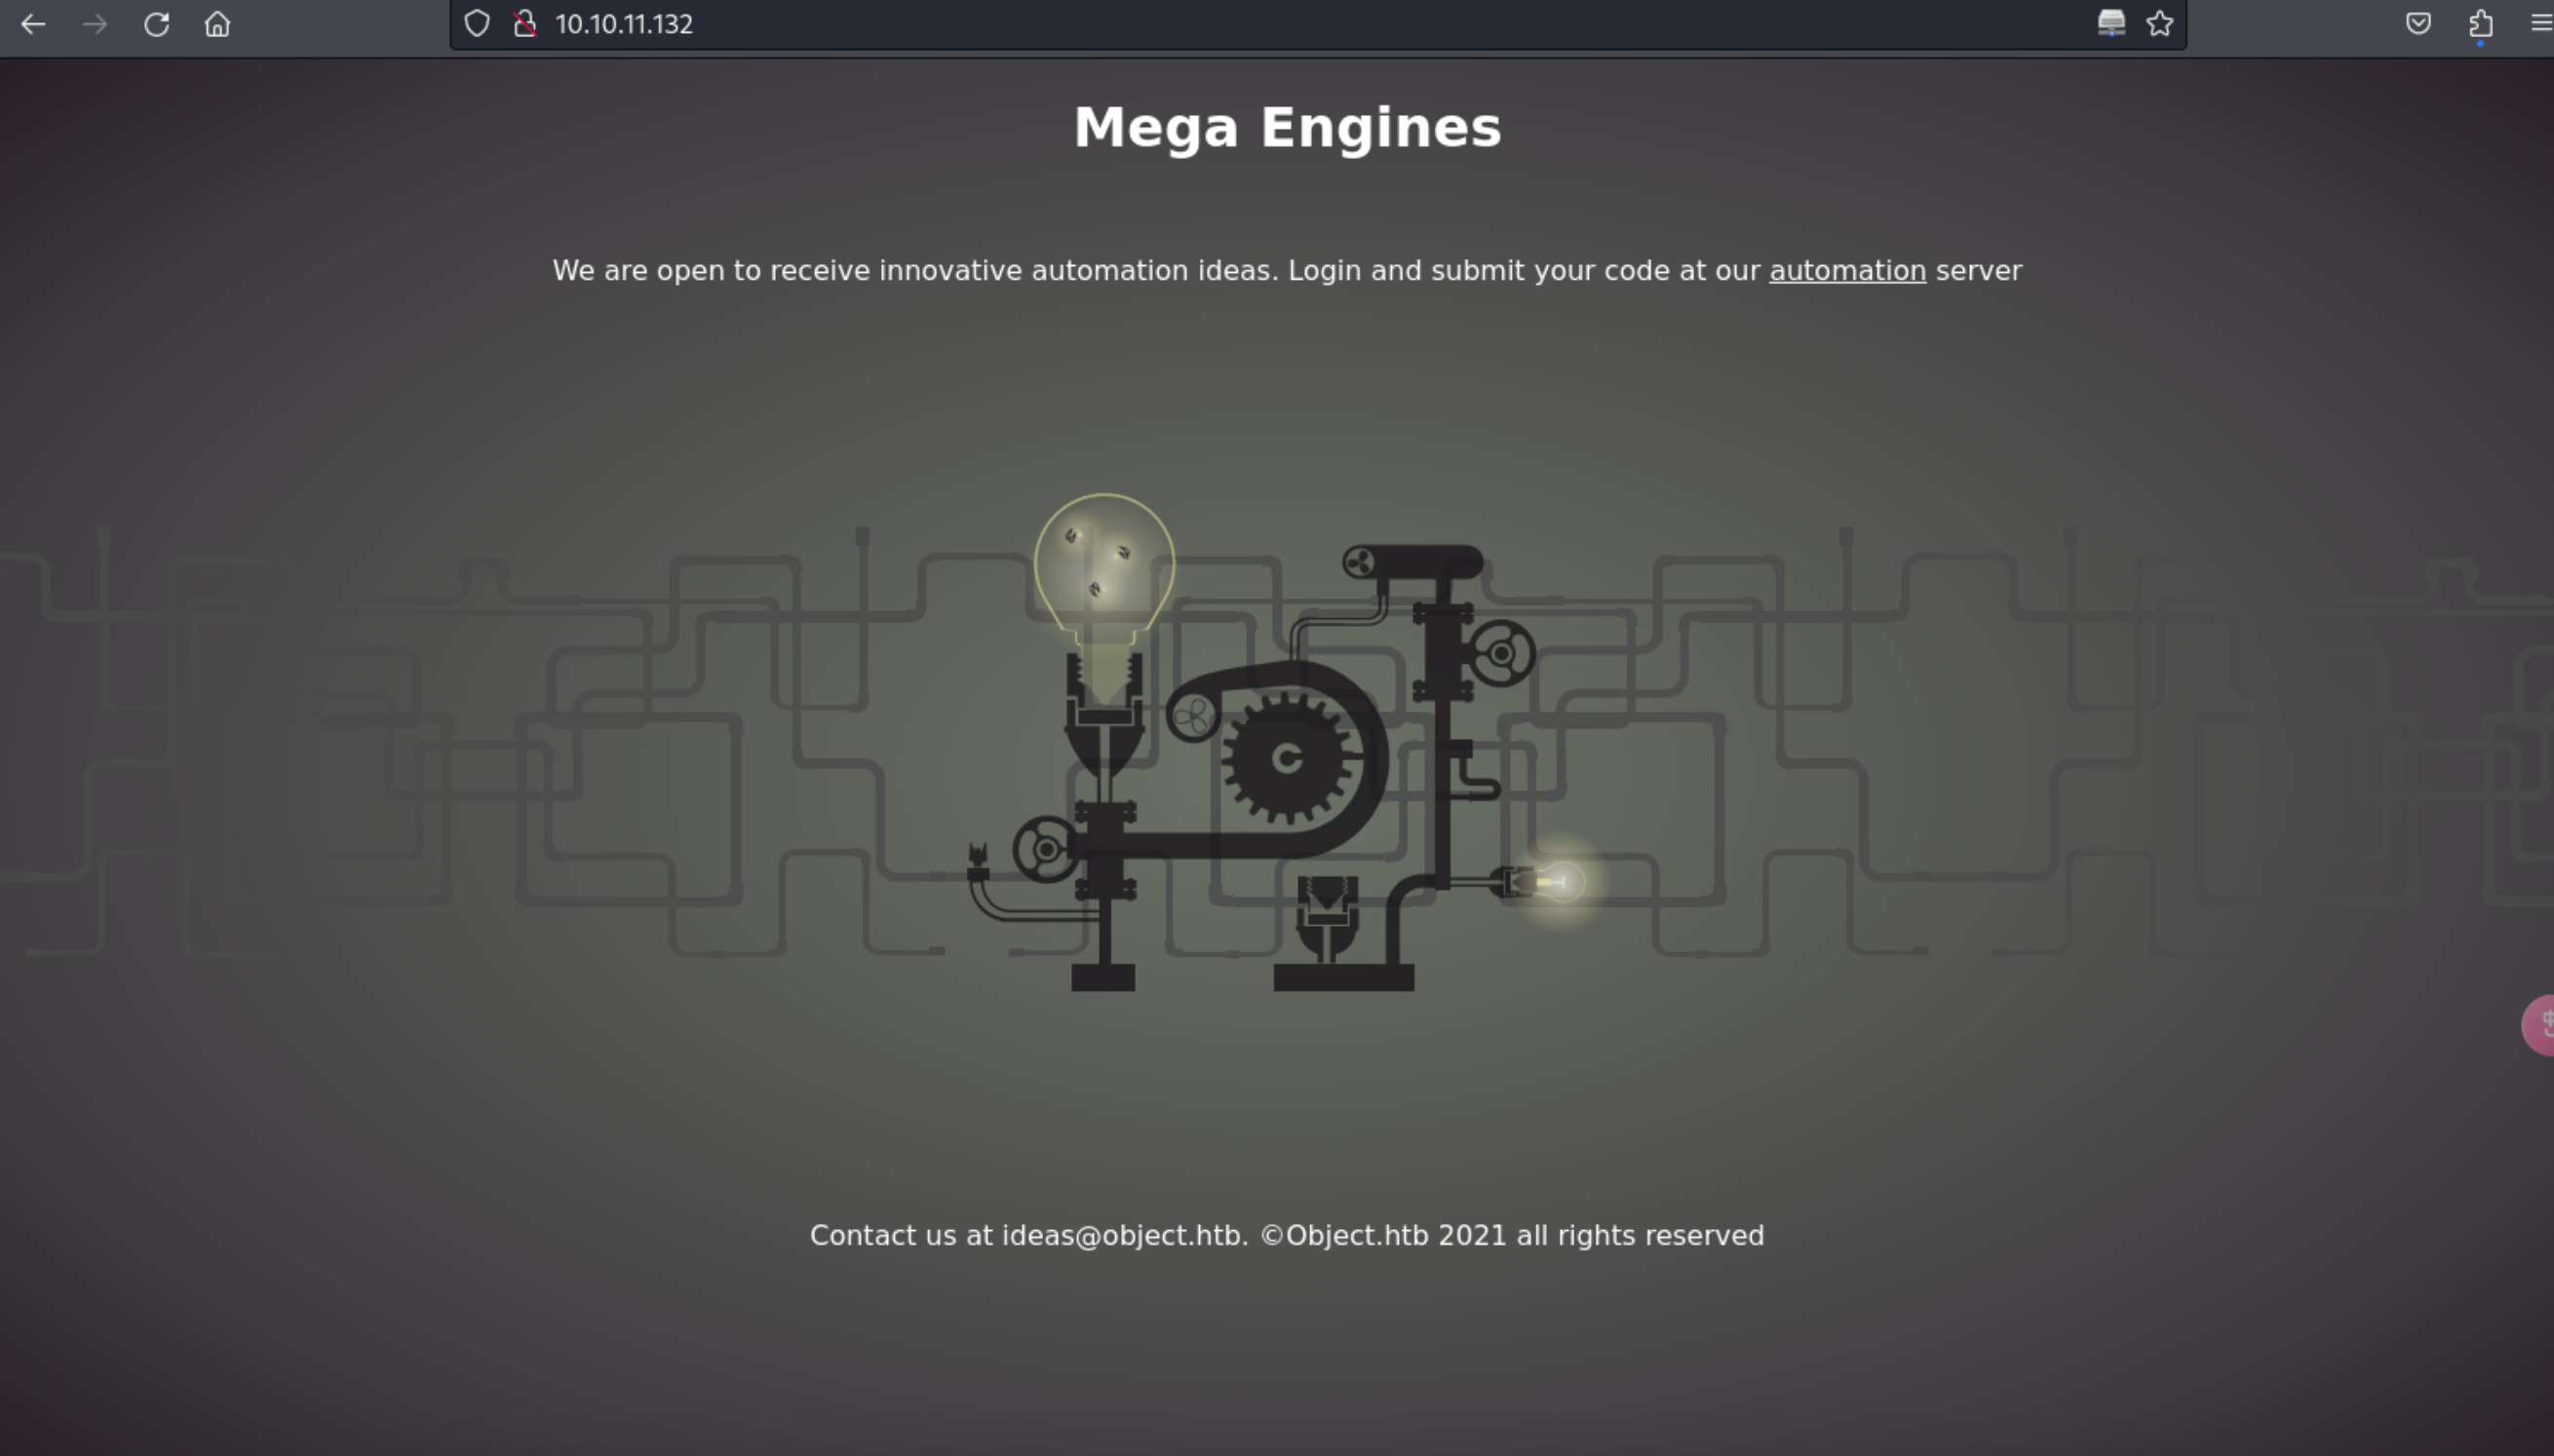 10.10.11.132
Mega Engines
We are open to receive innovative automation ideas. Login and submit your code at our automation server
Contact us at ideas@object.htb. ©Object.htb 2021 all rights reserved